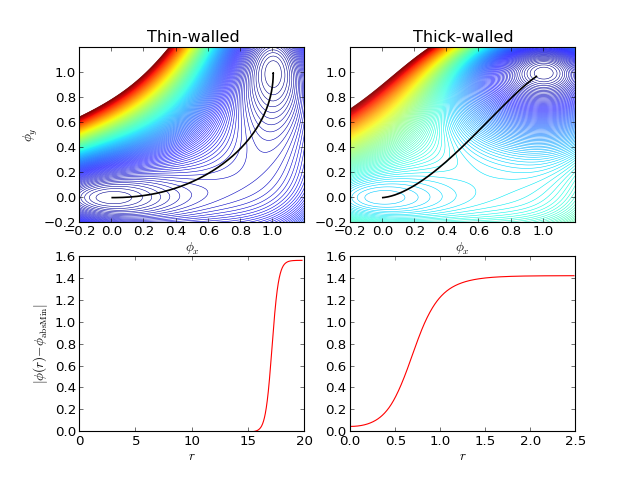 Thin-walled Thick-walled
1.0 1.0
0.8 0.8
ϕy 0.6 0.6
0.4 0.4
0.2 0.2
0.0 0.0
−0.2 −0.2
−0.2 0.0 0.2 0.4 0.6 0.8 1.0 −0.2 0.0 0.2 0.4 0.6 0.8 1.0
ϕx ϕx
1.6 1.6
1.4 1.4
1.2 1.2
1.0 1.0
|ϕ(r)−ϕabsMin| 0.8 0.8
0.6 0.6
0.4 0.4
0.2 0.2
0.0 0.0
0 5 10 15 20 0.0 0.5 1.0 1.5 2.0 2.5
r r